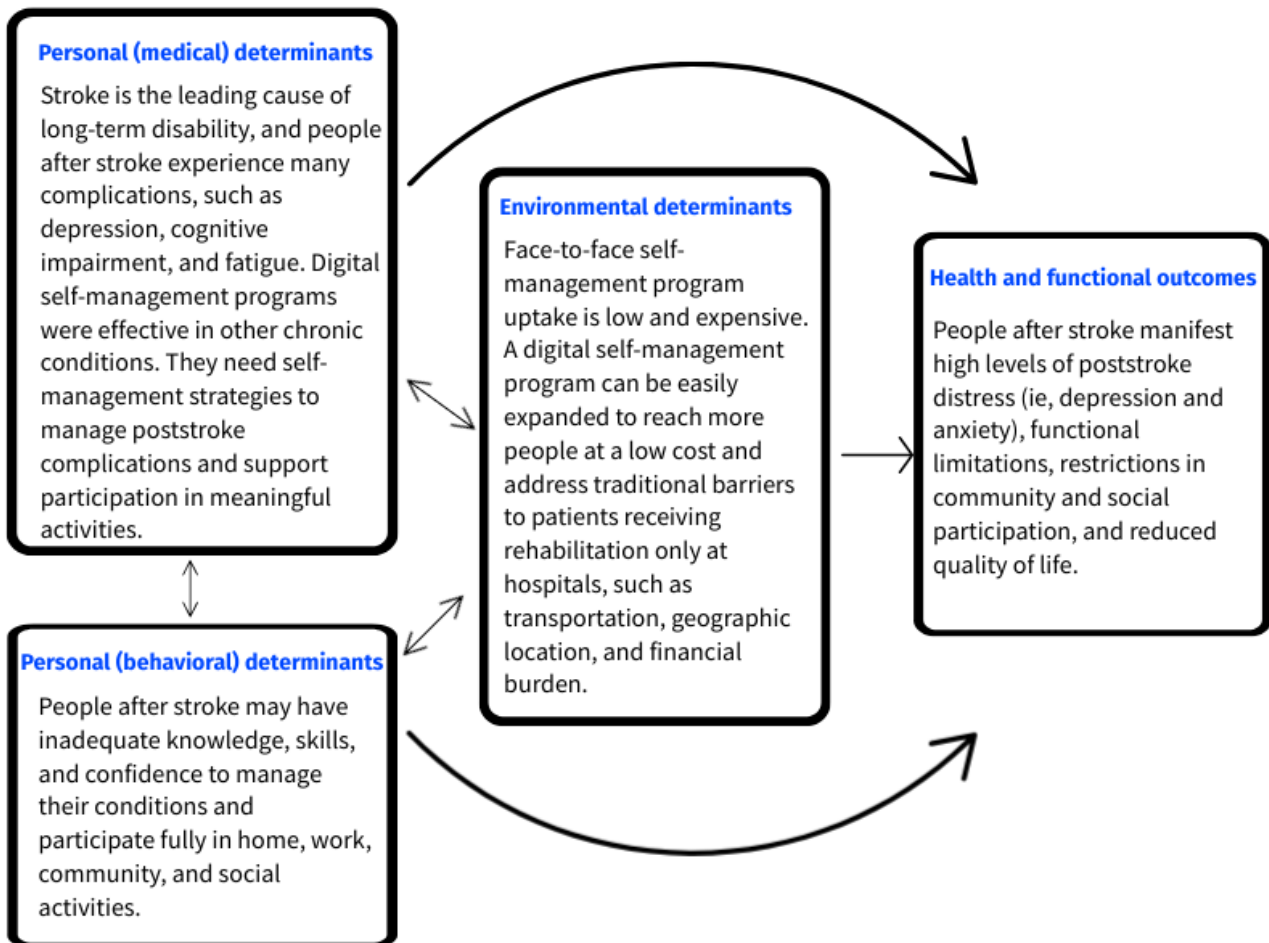 Personal (medical) determinants
Stroke is the leading cause of
long-term disability, and people
after stroke experience many
complications, such as
depression, cognitive
impairment, and fatigue. Digital
self-management programs
were effective in other chronic
conditions. They need self-
management strategies to
manage poststroke
complications and support
participation in meaningful
activities.
Personal (behavioral) determinants
People after stroke may have
inadequate knowledge, skills,
and confidence to manage
their conditions and
participate fully in home, work,
community, and social
activities.
Environmental determinants
Face-to-face self-
management program
uptake is low and expensive.
A digital self-management
program can be easily
expanded to reach more
people at a low cost and
address traditional barriers
to patients receiving
rehabilitation only at
hospitals, such as
transportation, geographic
location, and financial
burden.
Health and functional outcomes
People after stroke manifest
high levels of poststroke
distress (ie, depression and
anxiety), functional
limitations, restrictions in
community and social
participation, and reduced
quality of life.